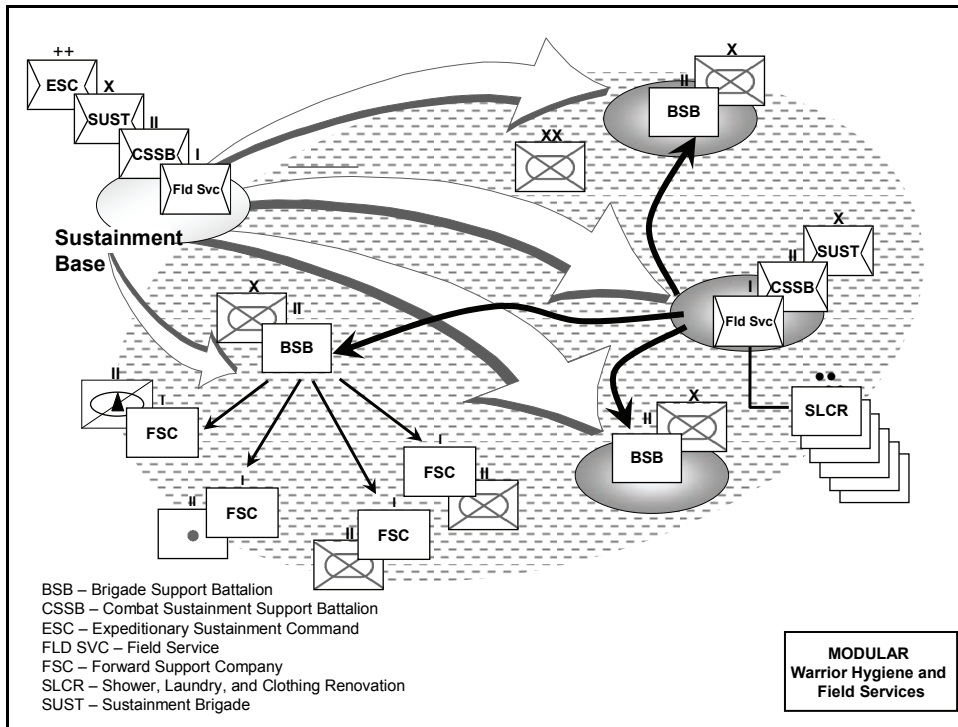 ++
ESC
X
SUST
II
CSSB
I
Fld Svc
Sustainment
Base
XX
X
II
BSB
X
SUST
II
CSSB
I
Fld Svc
SLCR
X
II
BSB
X
II
BSB
II
I
FSC
I
II
FSC
I
II
FSC
I
FSC
II
BSB – Brigade Support Battalion
CSSB – Combat Sustainment Support Battalion
ESC – Expeditionary Sustainment Command
FLD SVC – Field Service
FSC – Forward Support Company
SLCR – Shower, Laundry, and Clothing Renovation
SUST – Sustainment Brigade
MODULAR
Warrior Hygiene and
Field Services